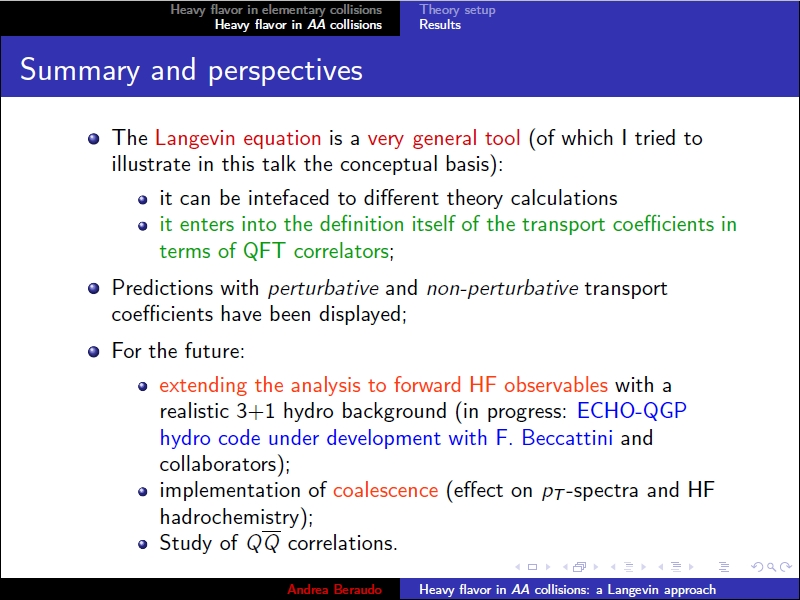 Heavy flavor in elementary collisions
Heavy flavor in AA collisions
Theory setup
Results
Summary and perspectives
The Langevin equation is a very general tool (of which I tried to
illustrate in this talk the conceptual basis):
it can be intefaced to different theory calculations
it enters into the definition itself of the transport coefficients in
terms of QFT correlators;
Predictions with perturbative and non-perturbative transport
coefficients have been displayed;
For the future:
extending the analysis to forward HF observables with a
realistic 3+1 hydro background (in progress: ECHO-QGP
hydro code under development with F. Beccattini and
collaborators);
implementation of coalescence (effect on p_T-spectra and HF
hadrochemistry);
Study of QQ̅ correlations.
Andrea Beraudo
Heavy flavor in AA collisions: a Langevin approach